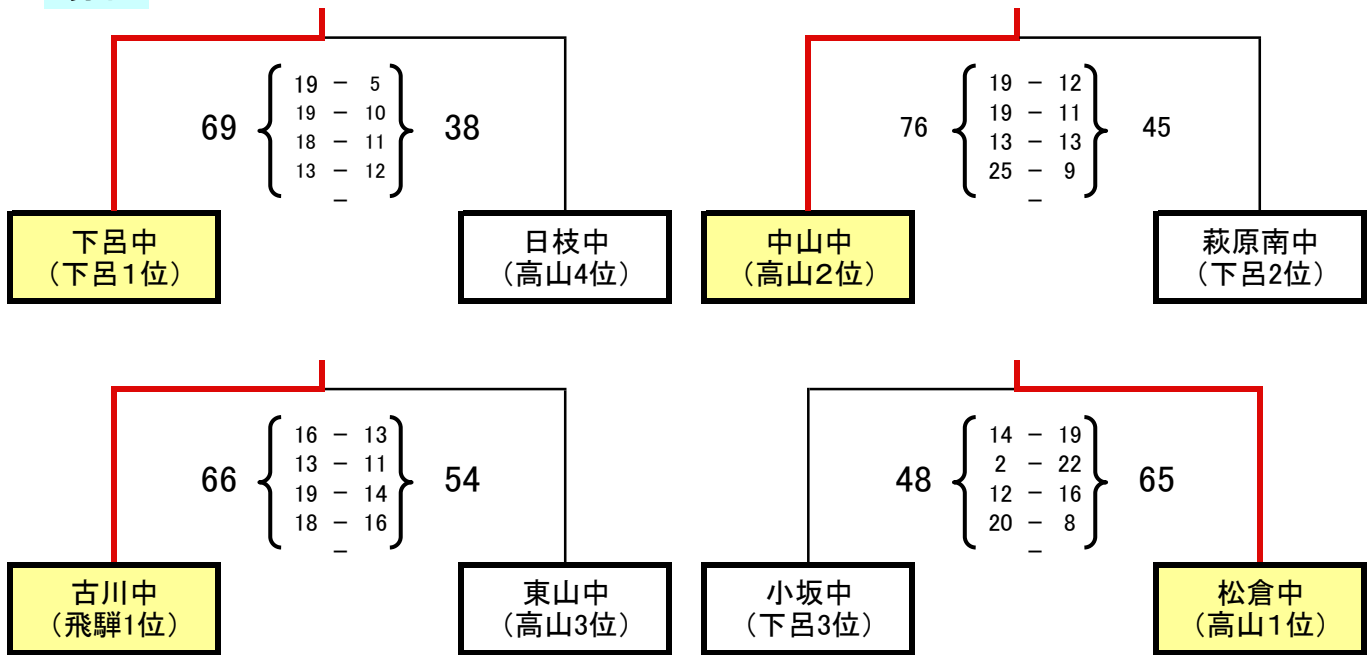 19 － 5
19 － 10
69 { } 38
18 － 11
13 － 12
－
下呂中
（下呂１位）
日枝中
（高山4位）
19 － 12
19 － 11
76 { } 45
13 － 13
25 － 9
－
中山中
（高山２位）
萩原南中
（下呂2位）
16 － 13
13 － 11
66 { } 54
19 － 14
18 － 16
－
古川中
（飛騨1位）
東山中
（高山3位）
14 － 19
2 － 22
48 { } 65
12 － 16
20 － 8
－
小坂中
（下呂3位）
松倉中
（高山１位）